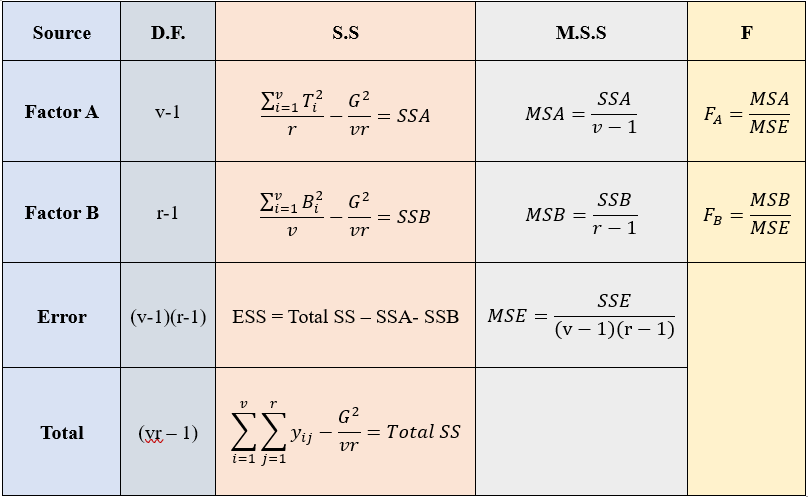 Source D.F. S.S M.S.S F
Factor A v-1 \frac{\sum_{i=1}^{v} T_i^2}{r} - \frac{G^2}{vr} = SSA MSA = \frac{SSA}{v-1} F_A = \frac{MSA}{MSE}
Factor B r-1 \frac{\sum_{i=1}^{v} B_i^2}{v} - \frac{G^2}{vr} = SSB MSB = \frac{SSB}{r-1} F_B = \frac{MSB}{MSE}
Error (v-1)(r-1) ESS = Total SS – SSA- SSB MSE = \frac{SSE}{(v-1)(r-1)}
Total (vr – 1) \sum_{i=1}^{v} \sum_{j=1}^{r} y_{ij} - \frac{G^2}{vr} = Total SS